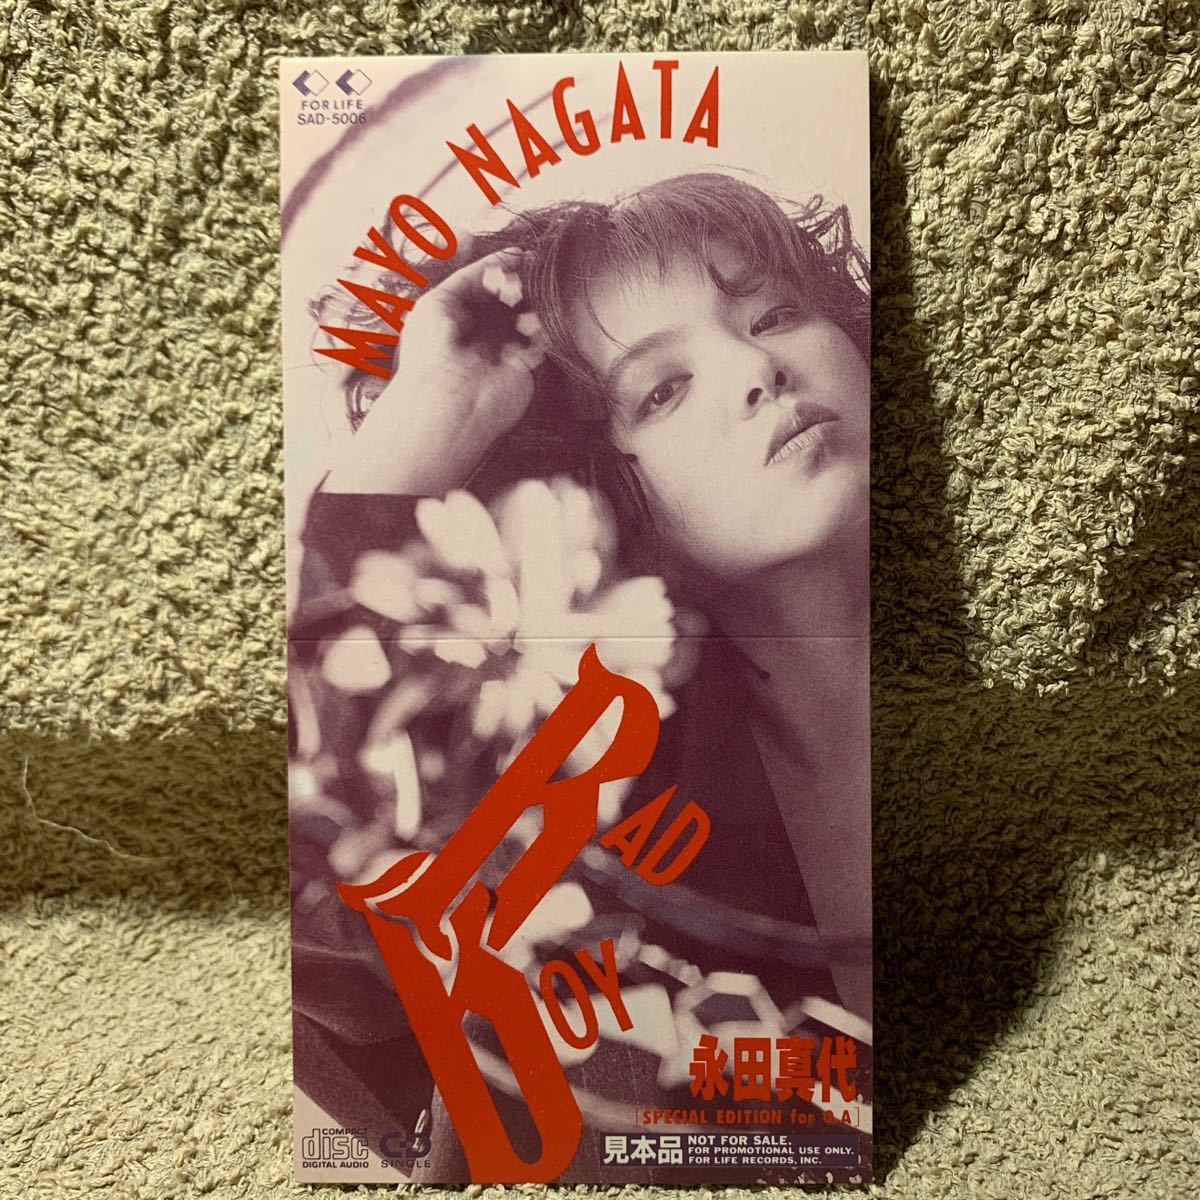 FOR LIFE
SAD-5006
MAYO NAGATA
BAD
BOY
永田真代
[SPECIAL EDITION for O.A]
COMPACT
disc
DIGITAL AUDIO
CD
SINGLE
見本品
NOT FOR SALE.
FOR PROMOTIONAL USE ONLY.
FOR LIFE RECORDS, INC.